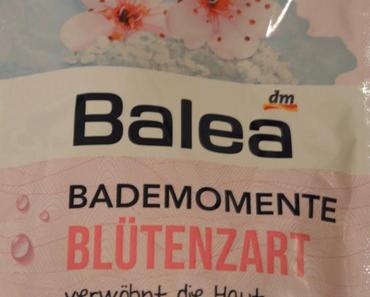 dm
Balea
BADEMOMENTE
BLÜTENZART
verwöhnt die Haut